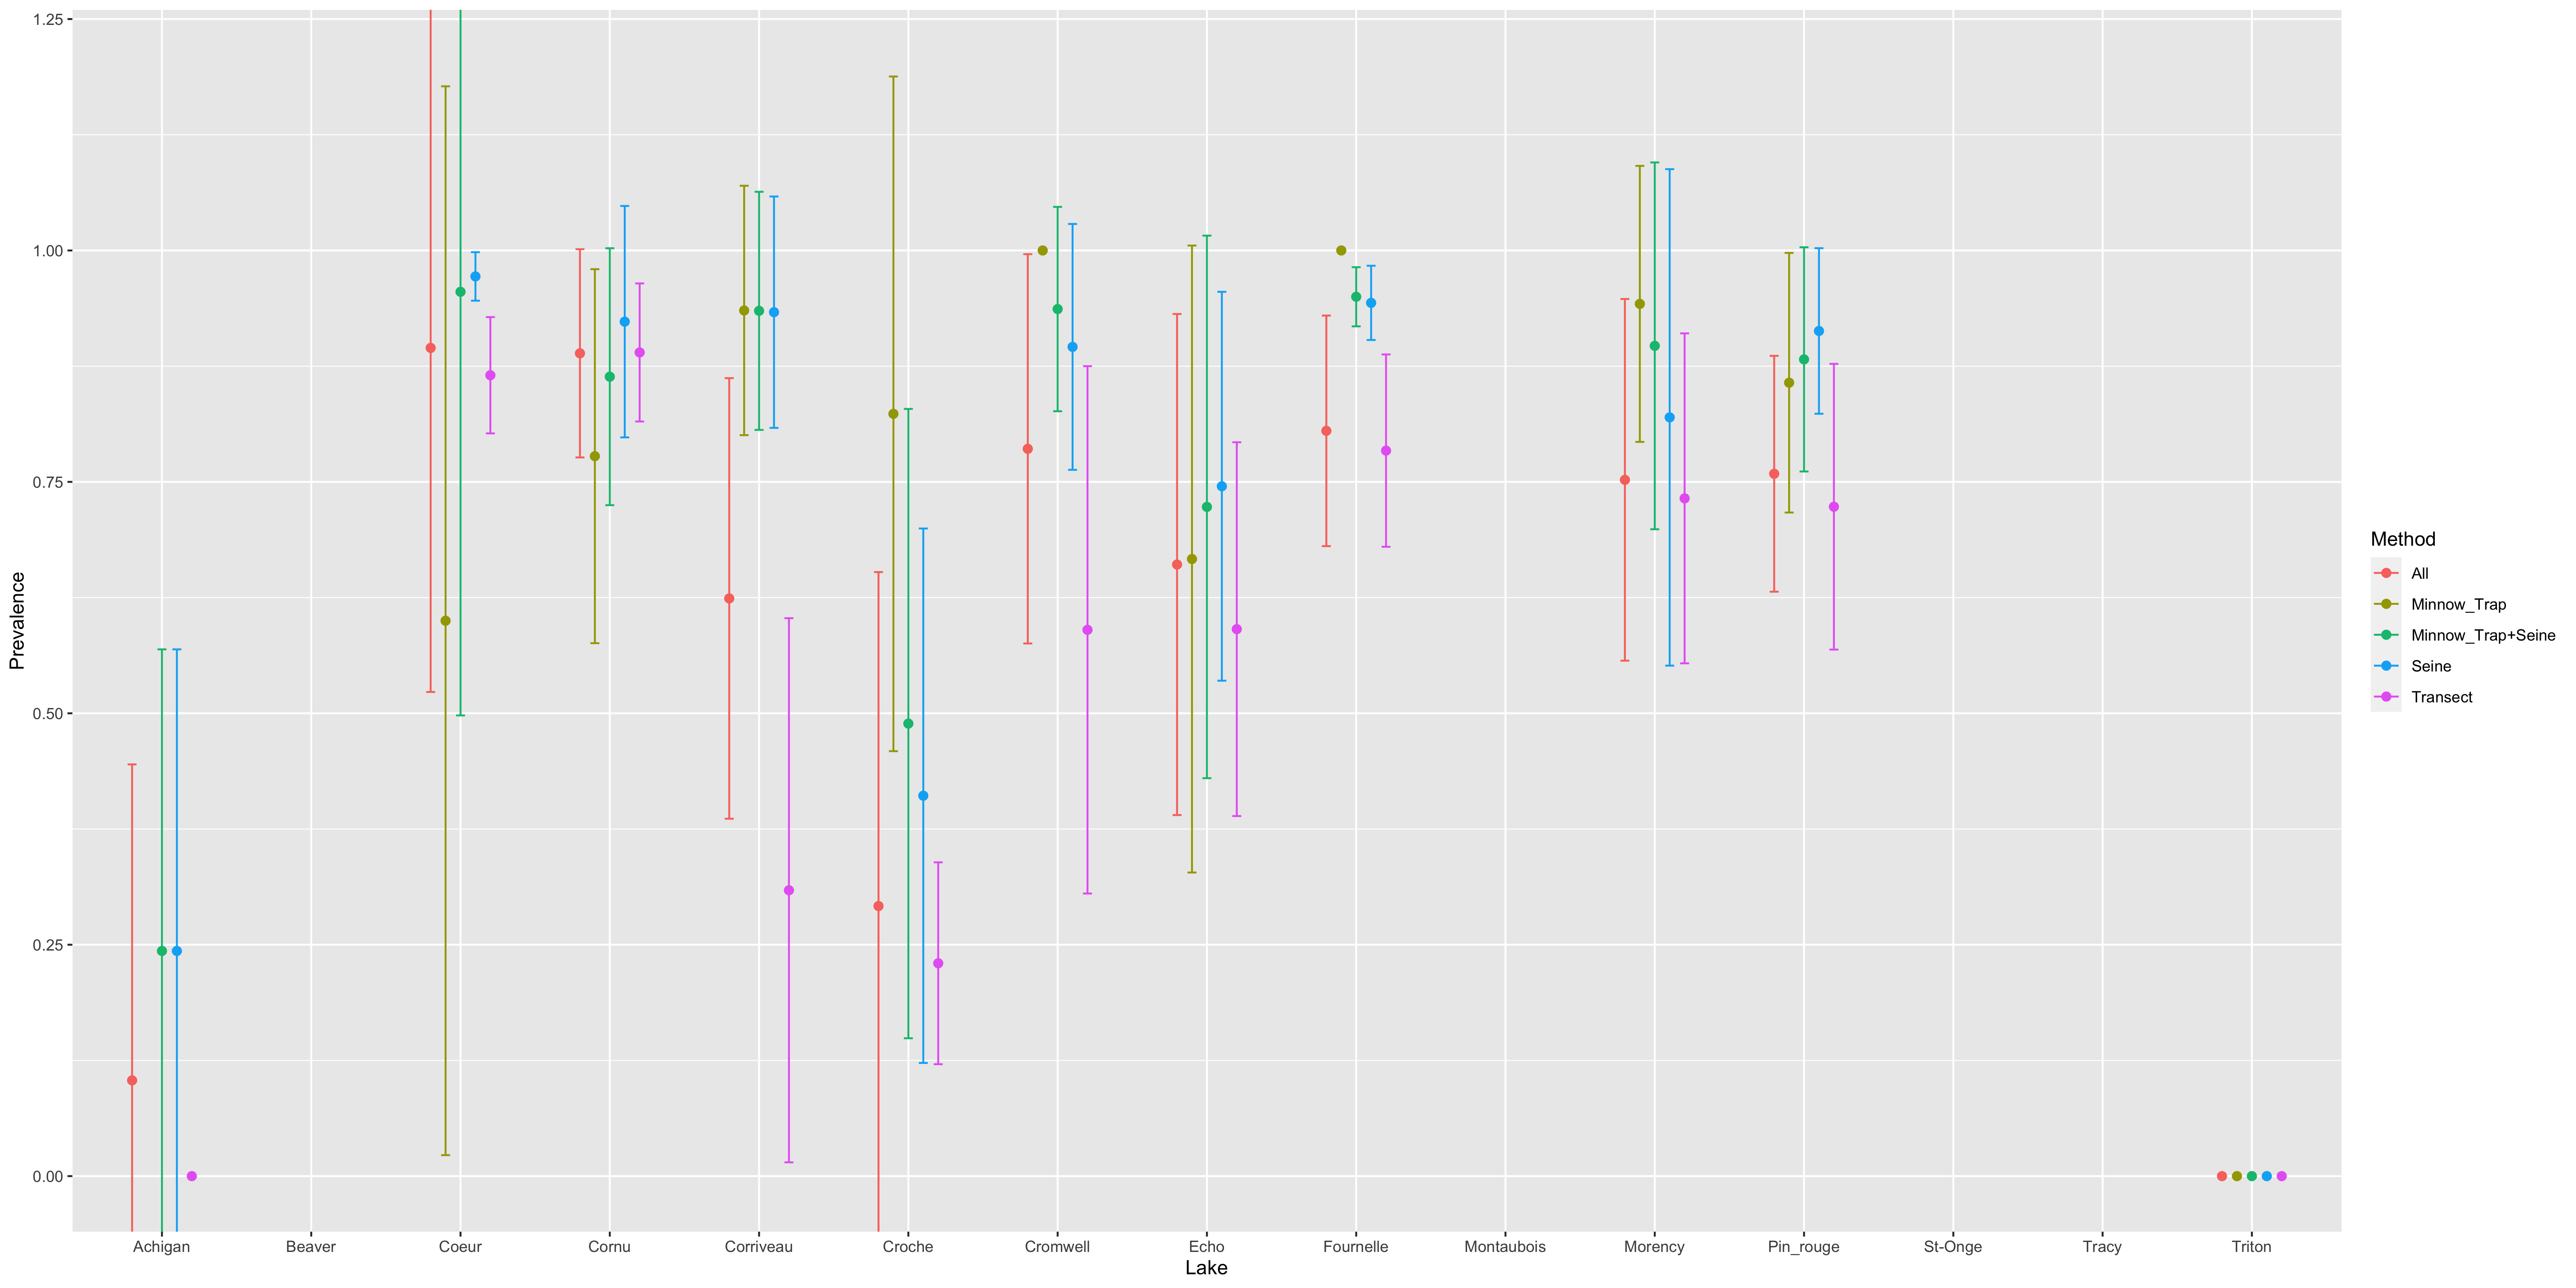 1.25
1.00
0.75
0.50
0.25
0.00
Prevalence
Achigan Beaver Coeur Cornu Corriveau Croche Cromwell Echo Fournelle Montaubois Morency Pin_rouge St-Onge Tracy Triton
Lake
Method
All
Minnow_Trap
Minnow_Trap+Seine
Seine
Transect